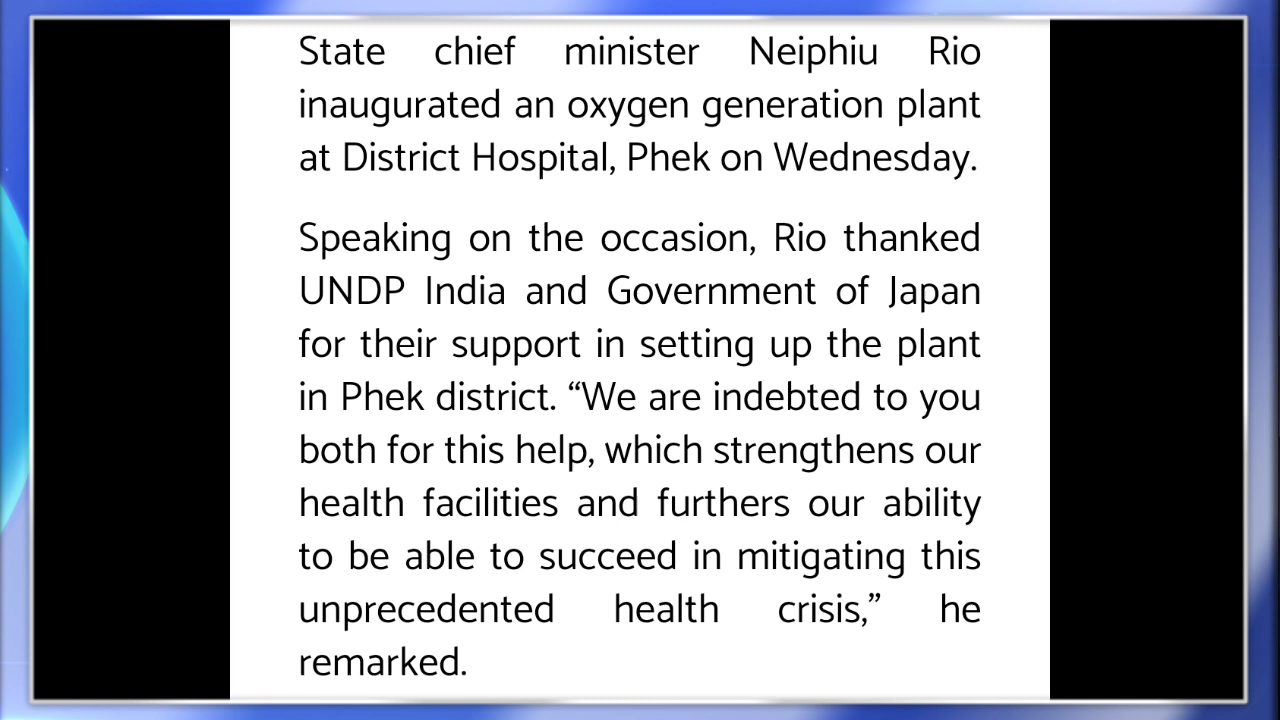 State chief minister Neiphiu Rio
inaugurated an oxygen generation plant
at District Hospital, Phek on Wednesday.
Speaking on the occasion, Rio thanked
UNDP India and Government of Japan
for their support in setting up the plant
in Phek district. “We are indebted to you
both for this help, which strengthens our
health facilities and furthers our ability
to be able to succeed in mitigating this
unprecedented health crisis,” he
remarked.